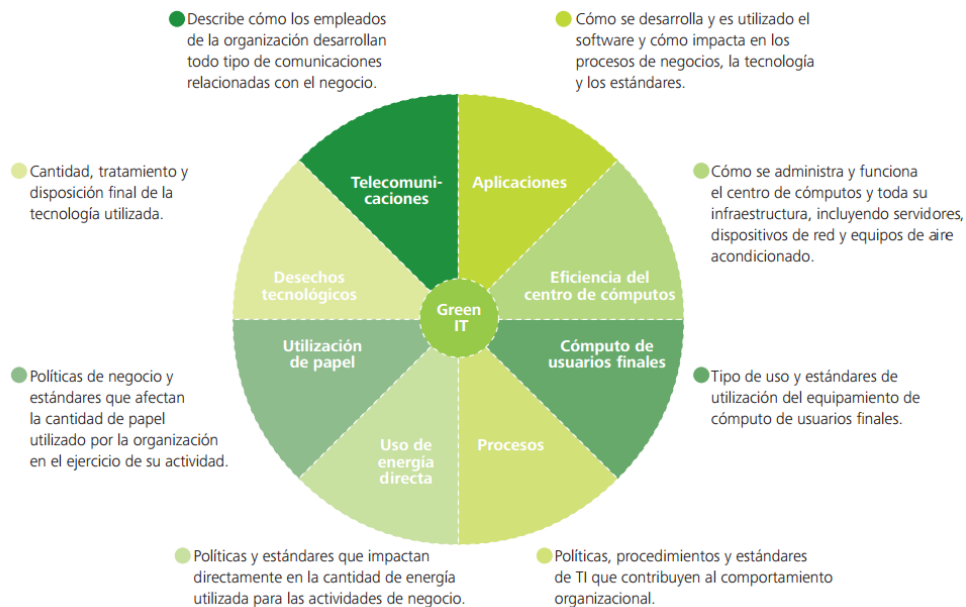 Describe cómo los empleados
de la organización desarrollan
todo tipo de comunicaciones
relacionadas con el negocio.
Cómo se desarrolla y es utilizado el
software y cómo impacta en los
procesos de negocios, la tecnología
y los estándares.
Cantidad, tratamiento y
disposición final de la
tecnología utilizada.
Telecomuni-
caciones
Aplicaciones
Cómo se administra y funciona
el centro de cómputos y toda su
infraestructura, incluyendo servidores,
dispositivos de red y equipos de aire
acondicionado.
Desechos
tecnológicos
Eficiencia del
centro de cómputos
Green
IT
Utilización
de papel
Cómputo de
usuarios finales
Políticas de negocio y
estándares que afectan
la cantidad de papel
utilizado por la organización
en el ejercicio de su actividad.
Tipo de uso y estándares de
utilización del equipamiento de
cómputo de usuarios finales.
Uso de
energía
directa
Procesos
Políticas y estándares que impactan
directamente en la cantidad de energía
utilizada para las actividades de negocio.
Políticas, procedimientos y estándares
de TI que contribuyen al comportamiento
organizacional.